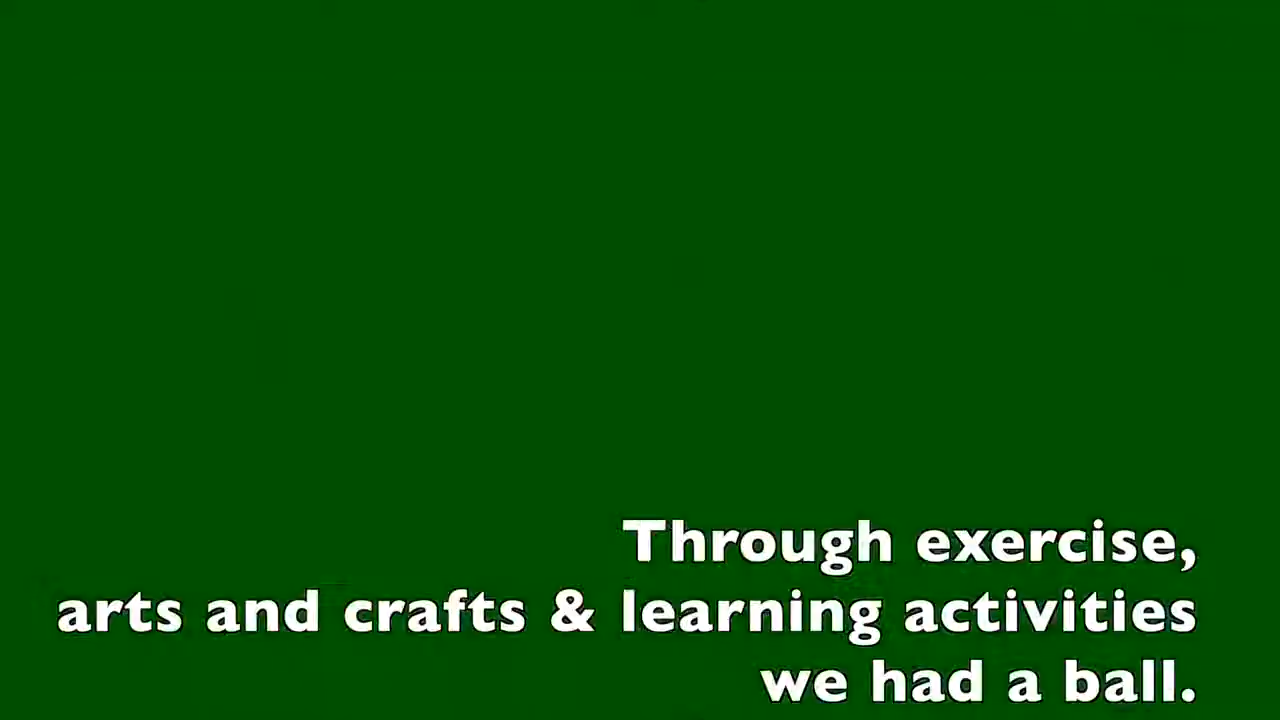 Through exercise,
arts and crafts & learning activities
we had a ball.